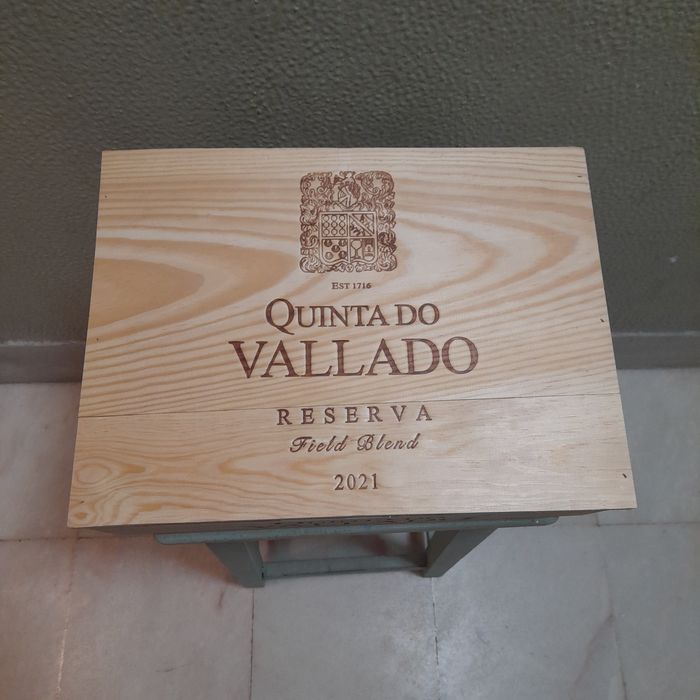 EST 1716
QUINTA DO
VALLADO
RESERVA
Field Blend
2021